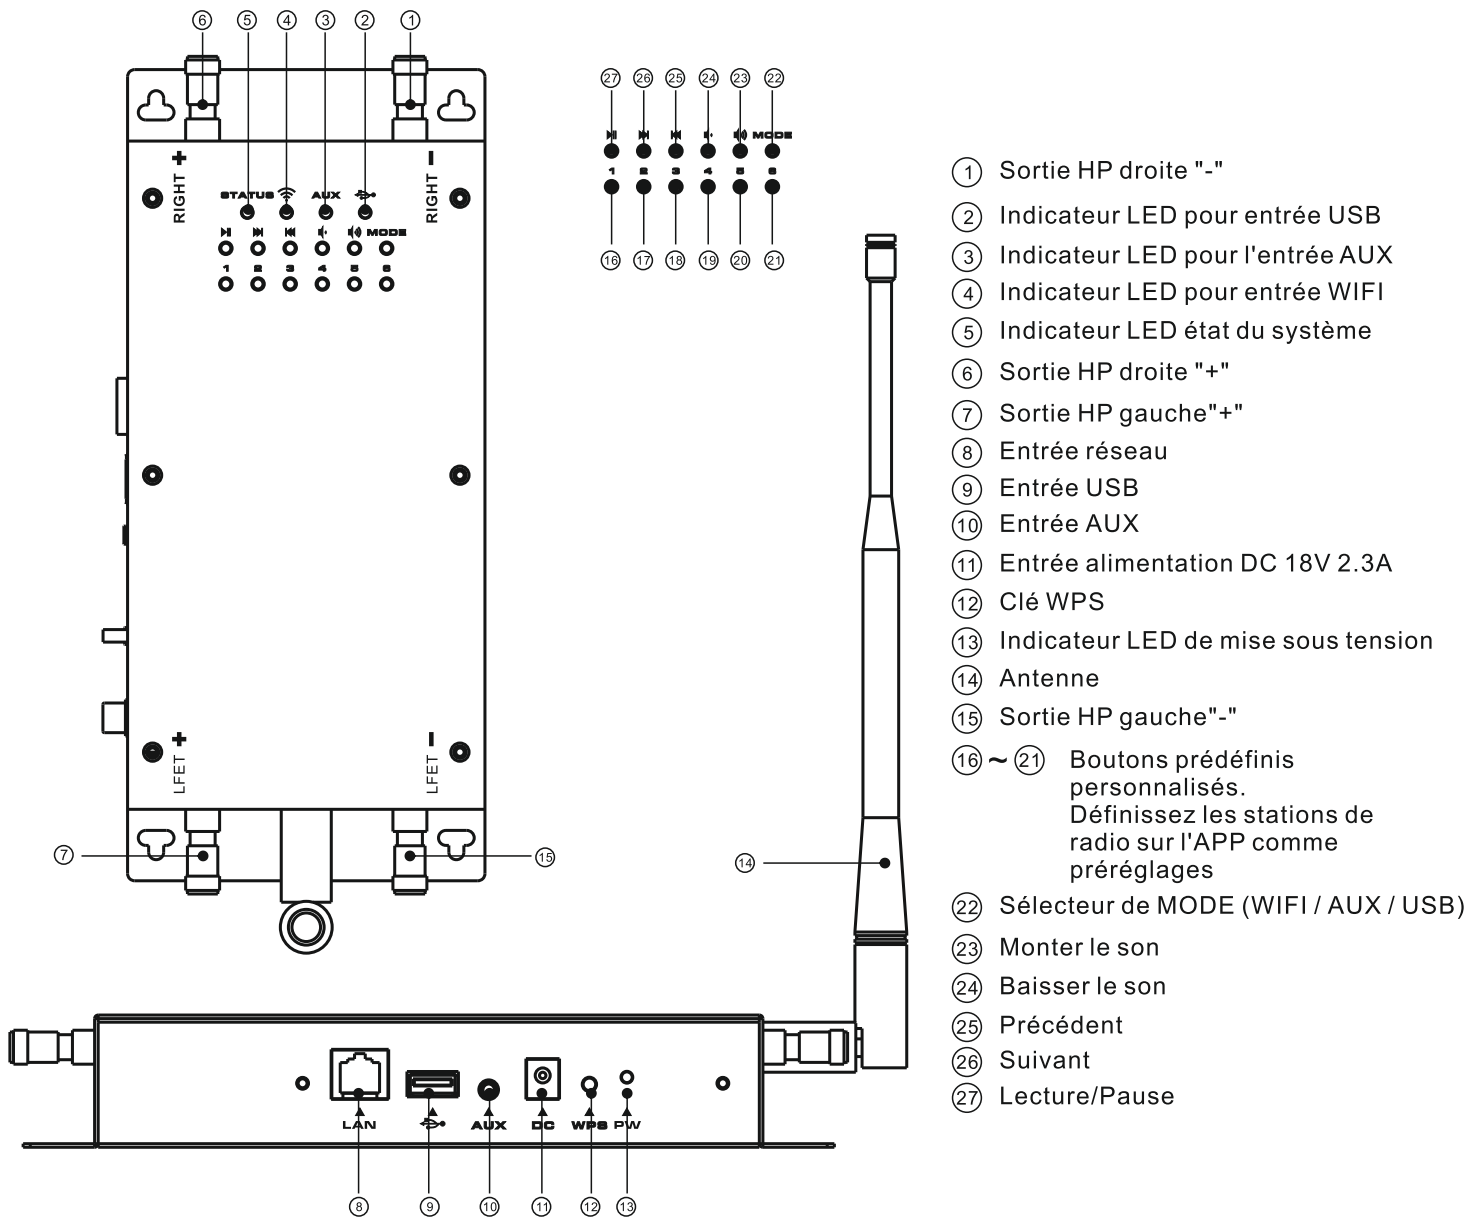 6 5 4 3 2 1
RIGHT + RIGHT -
STATUS AUX
MODE
1 2 3 4 5 6
LFET + LFET -
7 15
27 26 25 24 23 22
MODE
1 2 3 4 5 6
16 17 18 19 20 21
14
LAN AUX DC WPS PW
8 9 10 11 12 13
1 Sortie HP droite "-"
2 Indicateur LED pour entrée USB
3 Indicateur LED pour l'entrée AUX
4 Indicateur LED pour entrée WIFI
5 Indicateur LED état du système
6 Sortie HP droite "+"
7 Sortie HP gauche"+"
8 Entrée réseau
9 Entrée USB
10 Entrée AUX
11 Entrée alimentation DC 18V 2.3A
12 Clé WPS
13 Indicateur LED de mise sous tension
14 Antenne
15 Sortie HP gauche"-"
16 ~ 21 Boutons prédéfinis
personnalisés.
Définissez les stations de
radio sur l'APP comme
préréglages
22 Sélecteur de MODE (WIFI / AUX / USB)
23 Monter le son
24 Baisser le son
25 Précédent
26 Suivant
27 Lecture/Pause